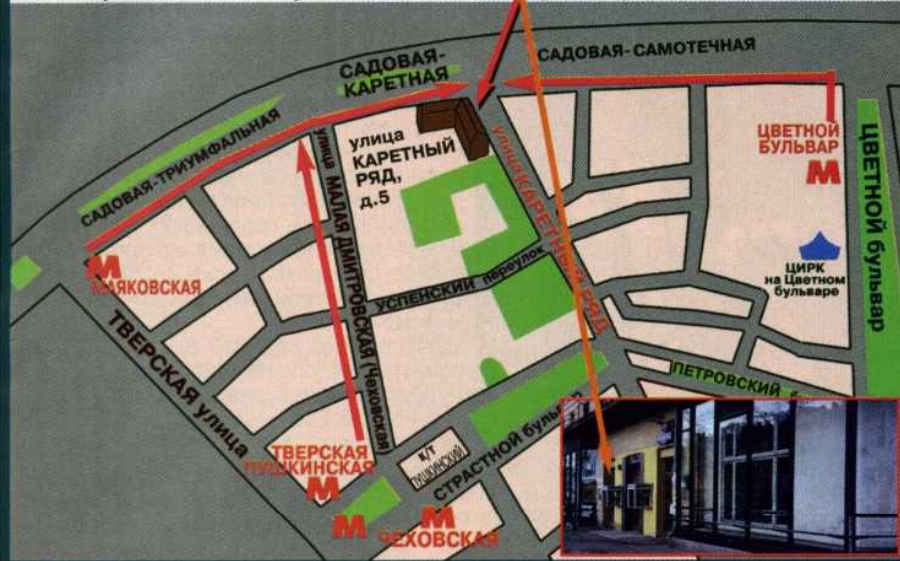 САДОВАЯ-
КАРЕТНАЯ
САДОВАЯ-САМОТЕЧНАЯ
САДОВАЯ-ТРИУМФАЛЬНАЯ
улица
КАРЕТНЫЙ
РЯД,
д.5
улица МАЛАЯ ДМИТРОВСКАЯ (Чеховская)
улица КАРЕТНЫЙ РЯД
ЦВЕТНОЙ
БУЛЬВАР
М
ЦВЕТНОЙ бульвар
ЦИРК
на Цветном
бульваре
М
МАЯКОВСКАЯ
УСПЕНСКИЙ переулок
ТВЕРСКАЯ улица
ПЕТРОВСКИЙ б
ТВЕРСКАЯ
ПУШКИНСКАЯ
М
К/Т
ПУШКИНСКИЙ
СТРАСТНОЙ бульвар
М
М
ЧЕХОВСКАЯ